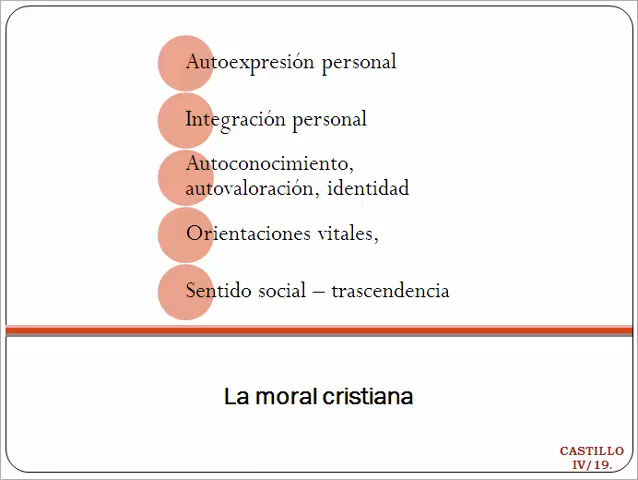 Autoexpresión personal
Integración personal
Autoconocimiento,
autovaloración, identidad
Orientaciones vitales,
Sentido social – trascendencia
La moral cristiana
CASTILLO
IV/ 19.